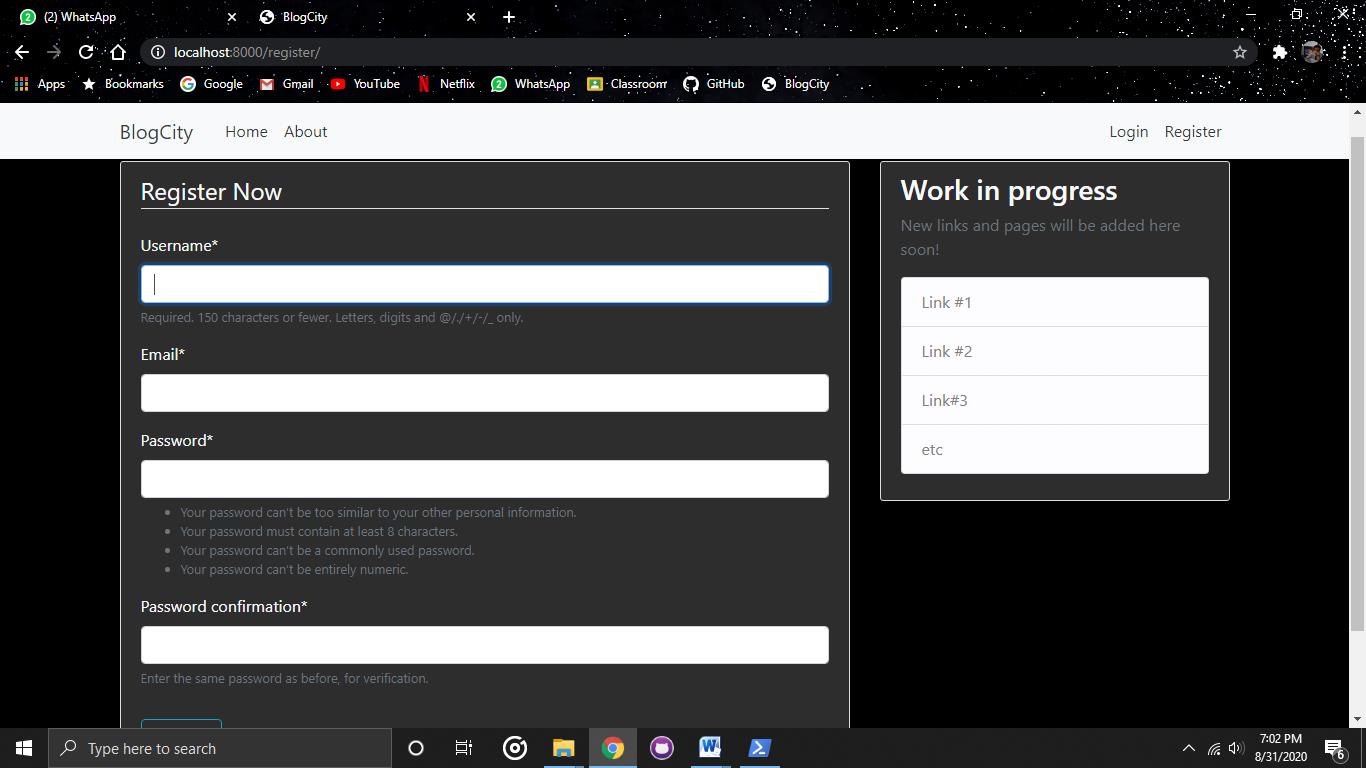 (2) WhatsApp
BlogCity
localhost:8000/register/
Apps Bookmarks Google Gmail YouTube Netflix WhatsApp Classroom GitHub BlogCity
BlogCity Home About Login Register
Register Now
Username*
Required. 150 characters or fewer. Letters, digits and @/./+/-/_ only.
Email*
Password*
Your password can't be too similar to your other personal information.
Your password must contain at least 8 characters.
Your password can't be a commonly used password.
Your password can't be entirely numeric.
Password confirmation*
Enter the same password as before, for verification.
Work in progress
New links and pages will be added here
soon!
Link #1
Link #2
Link#3
etc
Type here to search
7:02 PM
8/31/2020
6